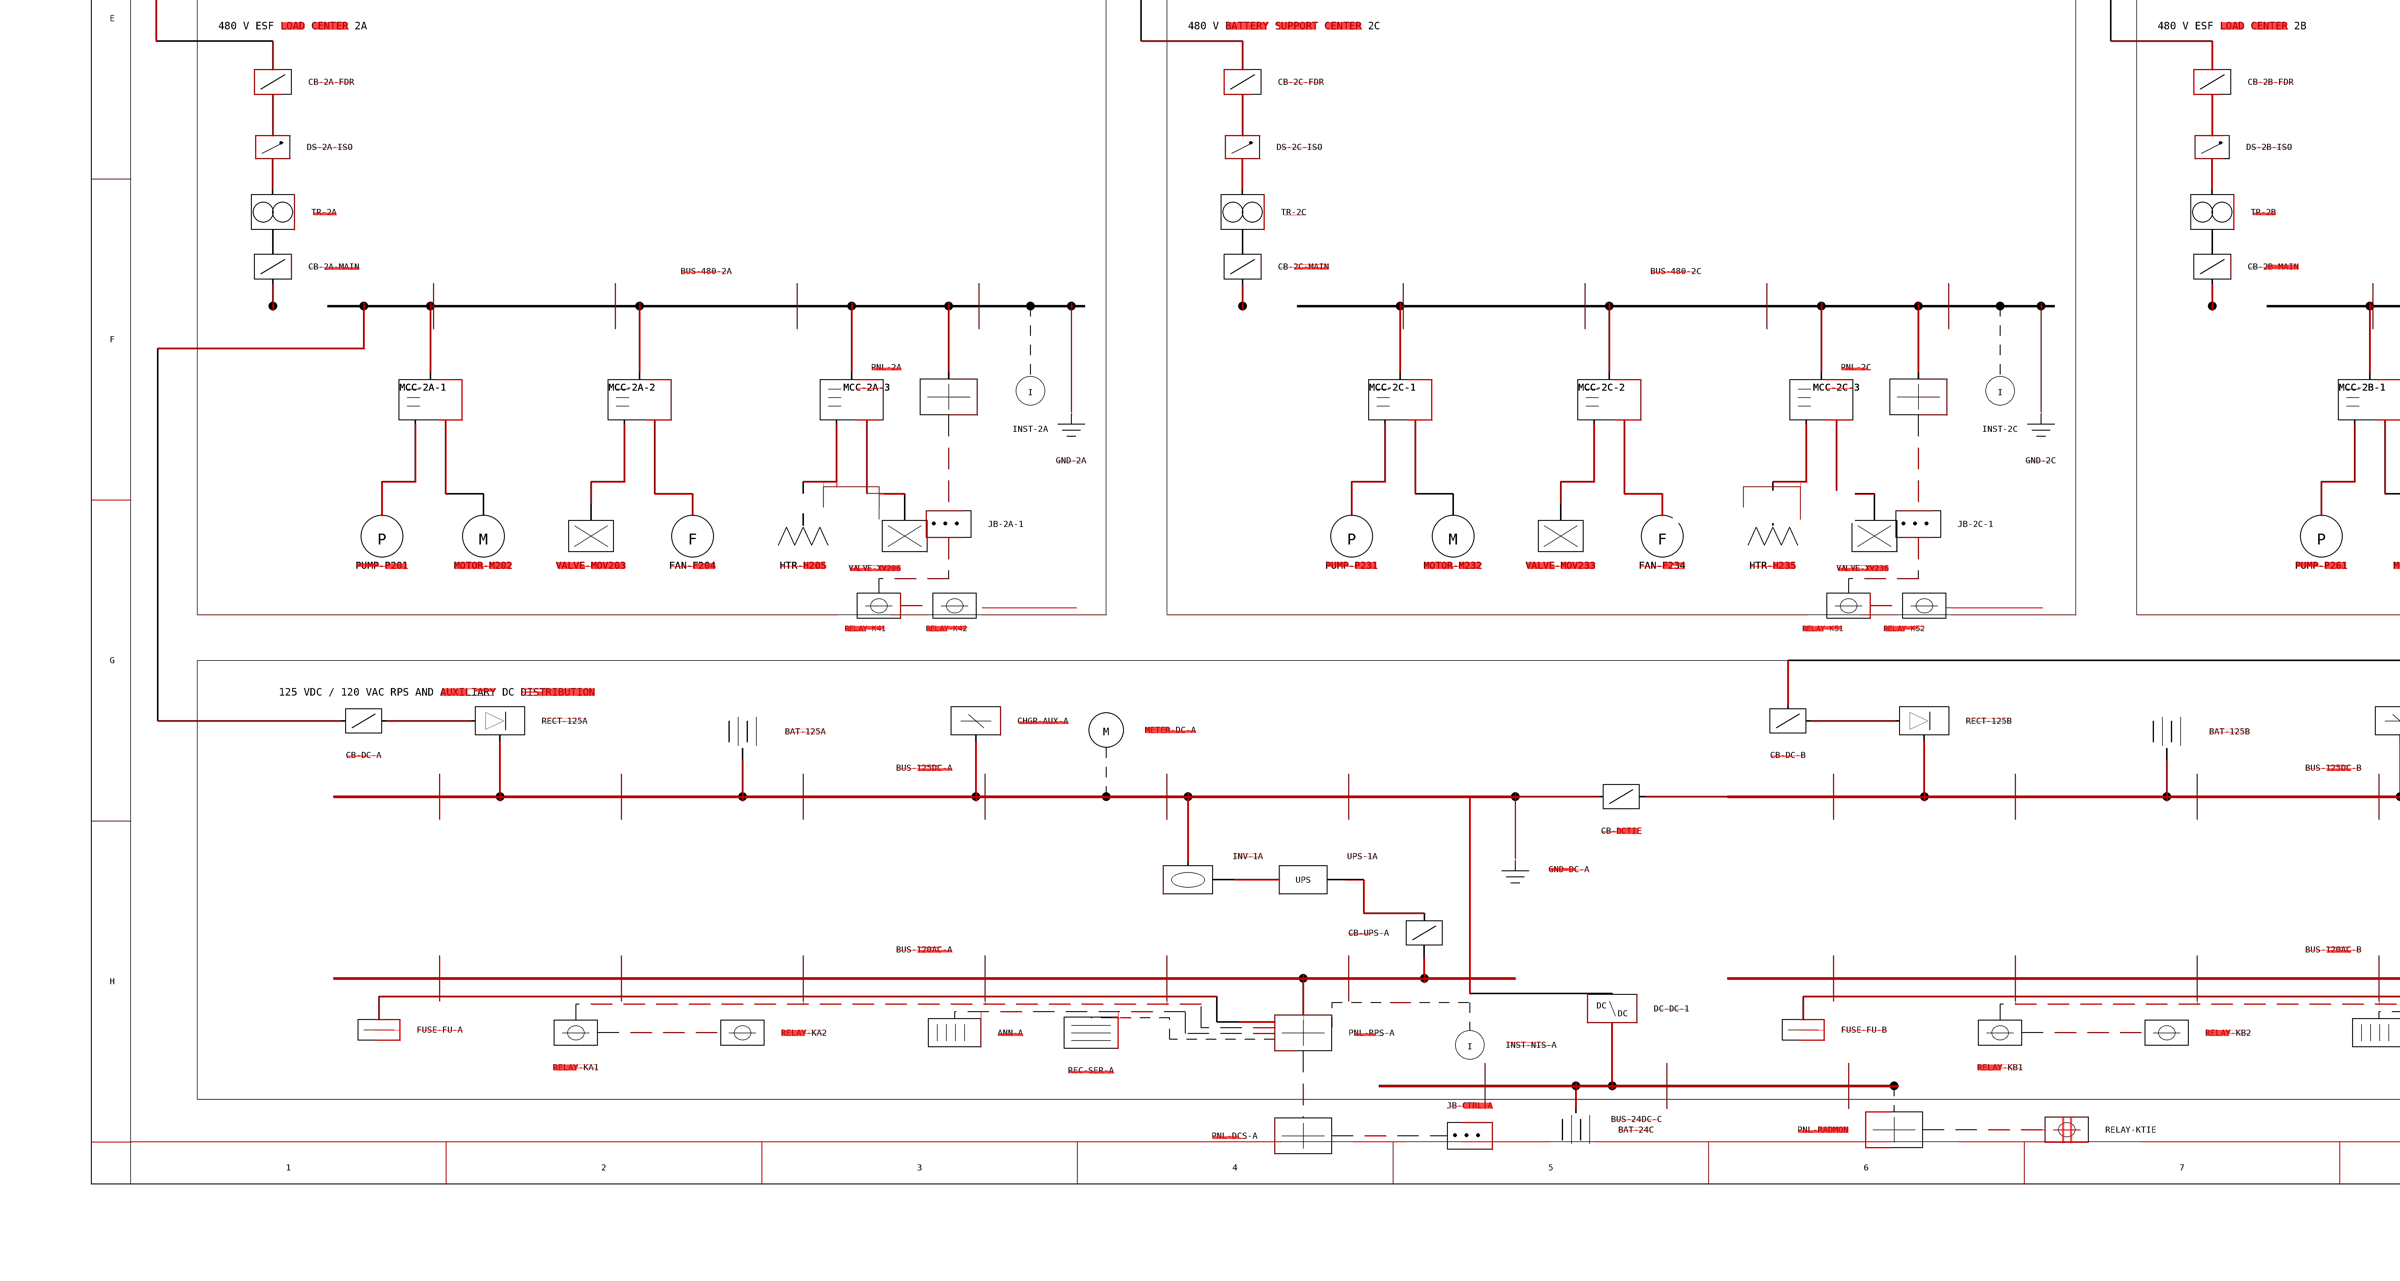 E
480 V ESF LOAD CENTER 2A
480 V BATTERY SUPPORT CENTER 2C
480 V ESF LOAD CENTER 2B
CB-2A-FDR
CB-2C-FDR
CB-2B-FDR
DS-2A-ISO
DS-2C-ISO
DS-2B-ISO
TR-2A
TR-2C
TR-2B
CB-2A-MAIN
CB-2C-MAIN
CB-2B-MAIN
BUS-480-2A
BUS-480-2C
F
PNL-2A
PNL-2C
MCC-2A-1
MCC-2A-2
MCC-2A-3
I
MCC-2C-1
MCC-2C-2
MCC-2C-3
I
MCC-2B-1
INST-2A
INST-2C
GND-2A
GND-2C
JB-2A-1
JB-2C-1
P
M
F
P
M
F
P
PUMP-P201
MOTOR-M202
VALVE-MOV203
FAN-F204
HTR-H205
VALVE-XV206
PUMP-P231
MOTOR-M232
VALVE-MOV233
FAN-F234
HTR-H235
VALVE-XV236
PUMP-P261
M
RELAY-K41
RELAY-K42
RELAY-K51
RELAY-K52
G
125 VDC / 120 VAC RPS AND AUXILIARY DC DISTRIBUTION
RECT-125A
BAT-125A
CHGR-AUX-A
M
METER-DC-A
RECT-125B
BAT-125B
CB-DC-A
CB-DC-B
BUS-125DC-A
BUS-125DC-B
CB-DCTIE
INV-1A
UPS-1A
GND-DC-A
UPS
CB-UPS-A
BUS-120AC-A
BUS-120AC-B
H
DC
DC
DC-DC-1
FUSE-FU-A
RELAY-KA2
ANN-A
PNL-RPS-A
I
INST-NIS-A
FUSE-FU-B
RELAY-KB2
RELAY-KA1
REC-SER-A
RELAY-KB1
JB-CTRL-A
BUS-24DC-C
BAT-24C
PNL-DCS-A
PNL-RADMON
RELAY-KTIE
1
2
3
4
5
6
7